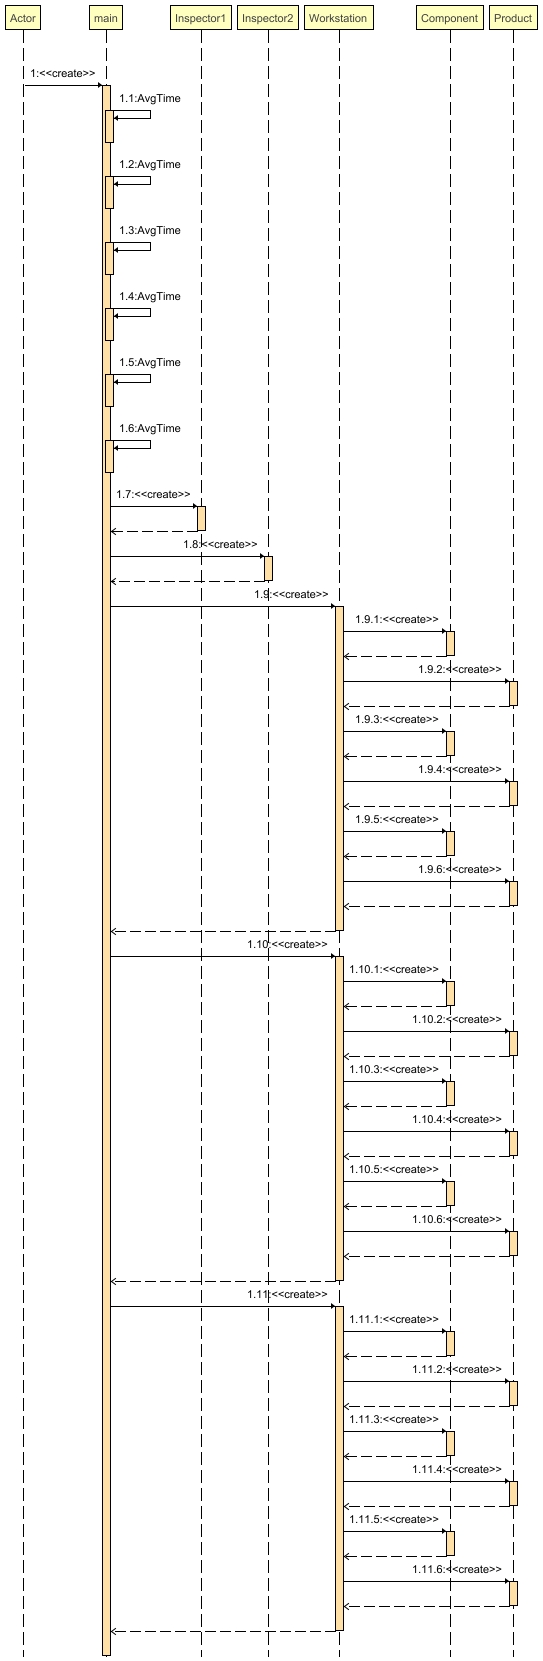 Actor main Inspector1 Inspector2 Workstation Component Product
1:<<create>>
1.1:AvgTime
1.2:AvgTime
1.3:AvgTime
1.4:AvgTime
1.5:AvgTime
1.6:AvgTime
1.7:<<create>>
1.8:<<create>>
1.9:<<create>>
1.9.1:<<create>>
1.9.2:<<create>>
1.9.3:<<create>>
1.9.4:<<create>>
1.9.5:<<create>>
1.9.6:<<create>>
1.10:<<create>>
1.10.1:<<create>>
1.10.2:<<create>>
1.10.3:<<create>>
1.10.4:<<create>>
1.10.5:<<create>>
1.10.6:<<create>>
1.11:<<create>>
1.11.1:<<create>>
1.11.2:<<create>>
1.11.3:<<create>>
1.11.4:<<create>>
1.11.5:<<create>>
1.11.6:<<create>>